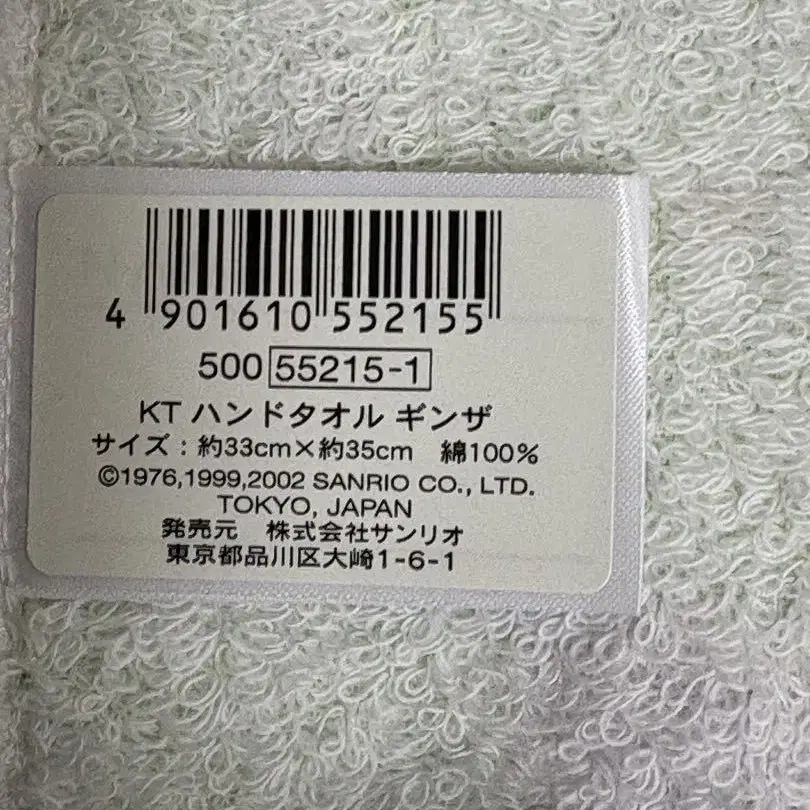 4 901610 552155
500 55215-1
KT ハンドタオル ギンザ
サイズ：約33cm×約35cm 綿100%
©1976,1999,2002 SANRIO CO., LTD.
TOKYO, JAPAN
発売元 株式会社サンリオ
東京都品川区大崎1-6-1